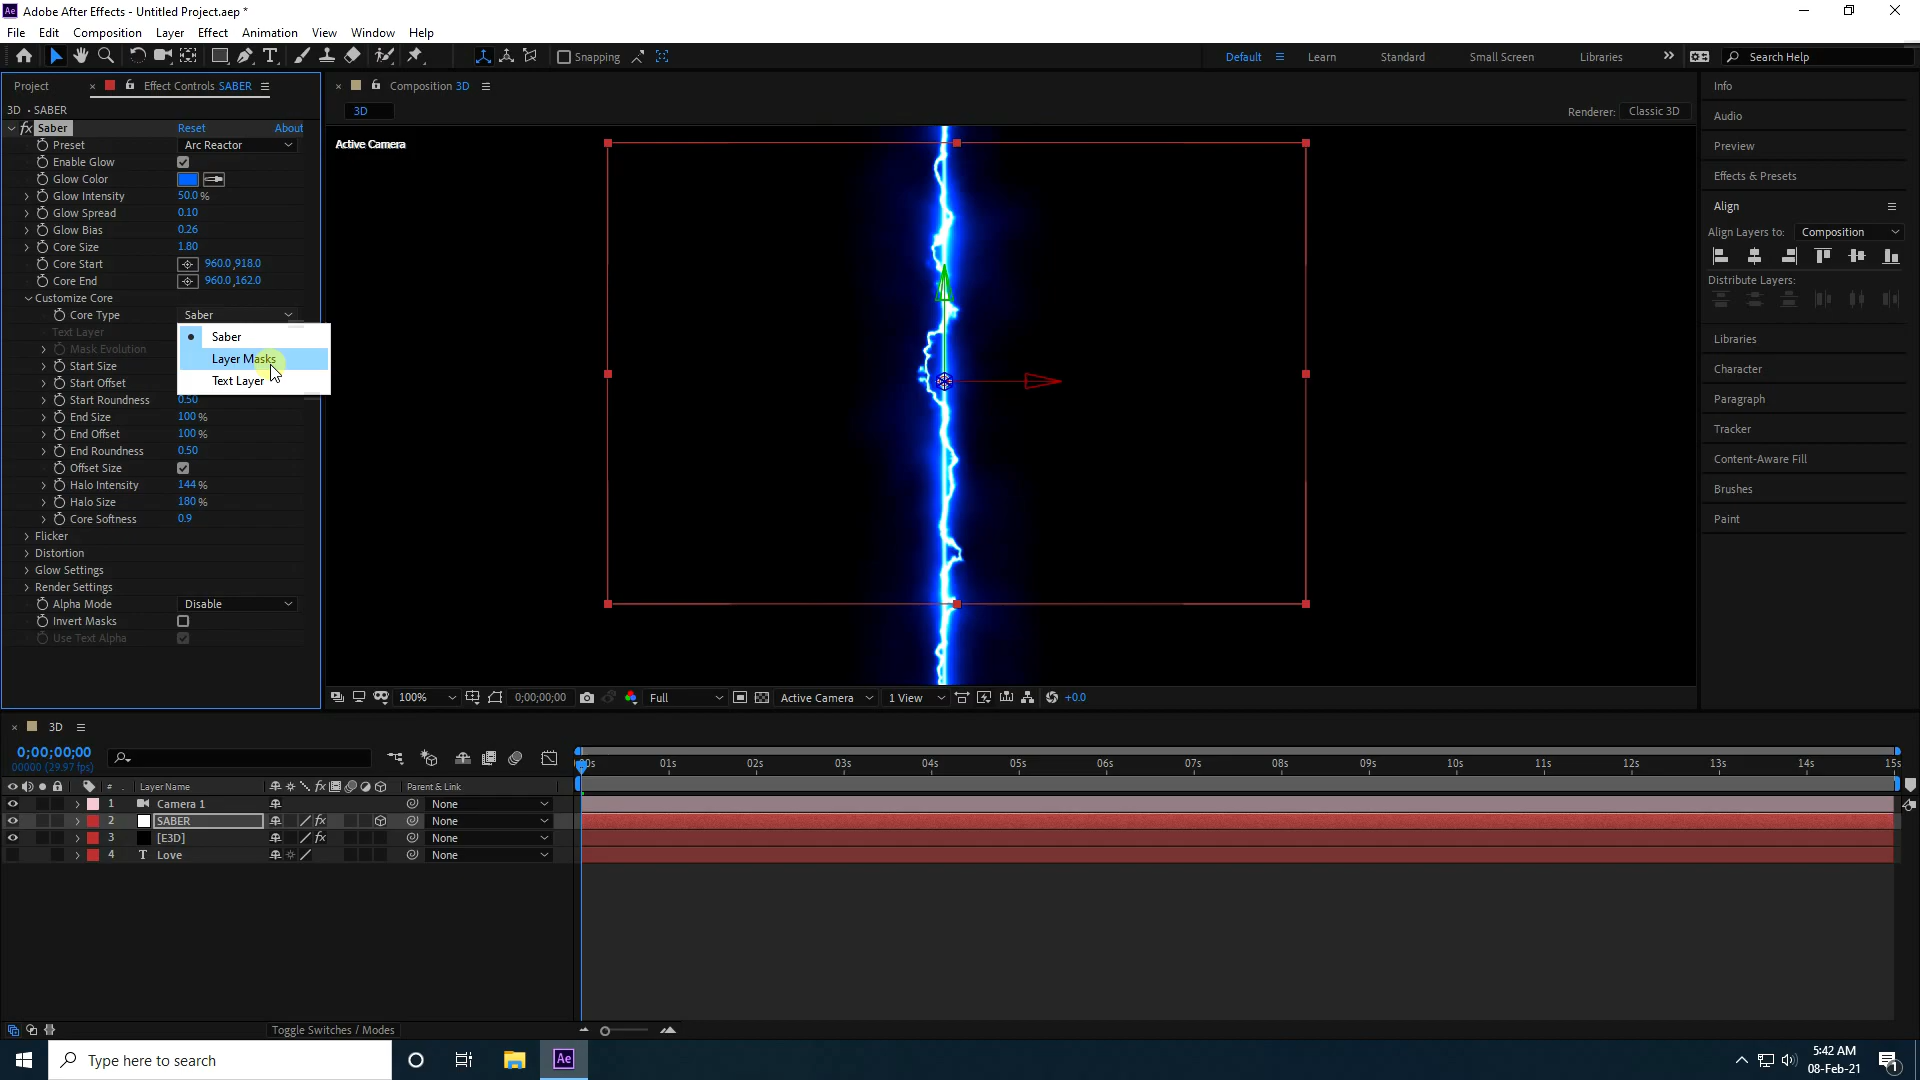 Adobe After Effects - Untitled Project.aep *
File Edit Composition Layer Effect Animation View Window Help
Snapping
Default Learn Standard Small Screen Libraries Search Help
Project Effect Controls SABER
3D • SABER
fx Saber Reset About
Preset Arc Reactor
Enable Glow
Glow Color
Glow Intensity 50.0 %
Glow Spread 0.10
Glow Bias 0.26
Core Size 1.80
Core Start 960.0,918.0
Core End 960.0,162.0
Customize Core
Core Type Saber
Text Layer
Mask Evolution
Start Size
Start Offset
Start Roundness 0.50
End Size 100 %
End Offset 100 %
End Roundness 0.50
Offset Size
Halo Intensity 144 %
Halo Size 180 %
Core Softness 0.9
Flicker
Distortion
Glow Settings
Render Settings
Alpha Mode Disable
Invert Masks
Use Text Alpha
Saber
Layer Masks
Text Layer
Composition 3D
3D
Renderer: Classic 3D
Active Camera
100% 0;00;00;00 Full Active Camera 1 View +0.0
Info
Audio
Preview
Effects & Presets
Align
Align Layers to: Composition
Distribute Layers:
Libraries
Character
Paragraph
Tracker
Content-Aware Fill
Brushes
Paint
3D
0;00;00;00
00000 (29.97 fps)
00s 01s 02s 03s 04s 05s 06s 07s 08s 09s 10s 11s 12s 13s 14s 15s
# Layer Name fx Parent & Link
1 Camera 1 None
2 SABER fx None
3 [E3D] fx None
4 T Love None
Toggle Switches / Modes
Type here to search
Ae
5:42 AM
08-Feb-21
1